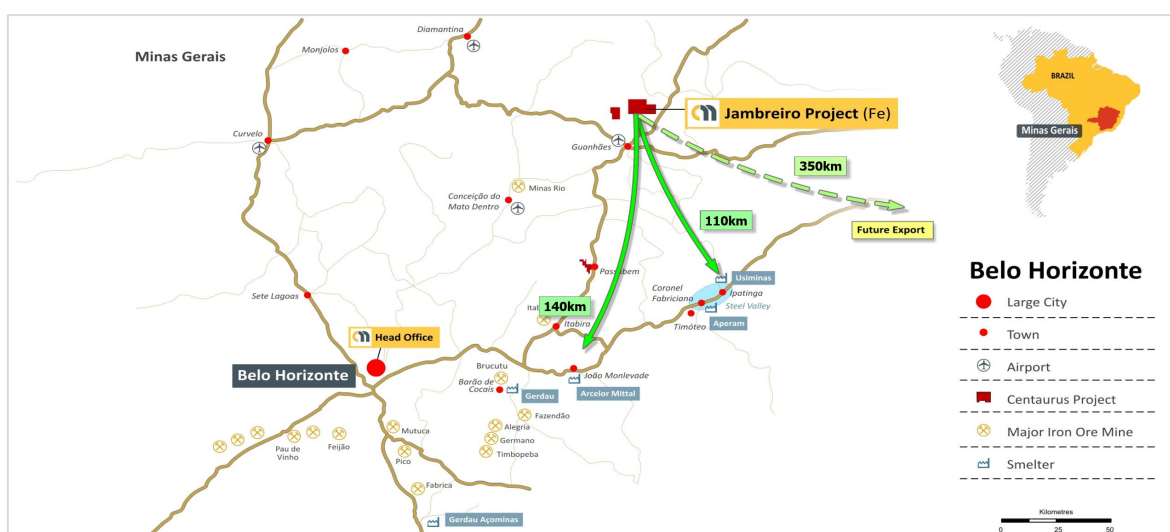 Minas Gerais
Diamantina
Monjolos
BRAZIL
Minas Gerais
Jambreiro Project (Fe)
Curvelo
Guanhães
350km
Minas Rio
Conceição do
Mato Dentro
110km
Future Export
Passabem
Usiminas
Coronel
Fabriciano
Ipatinga
Steel Valley
Sete Lagoas
140km
Itabira
Timóteo
Aperam
Head Office
Belo Horizonte
Brucutu
Barão de
Cocais
Gerdau
João Monlevade
Arcelor Mittal
Fazendão
Alegria
Germano
Timbopeba
Mutuca
Pau de
Vinho
Feijão
Pico
Fabrica
Gerdau Açominas
Belo Horizonte
Large City
Town
Airport
Centaurus Project
Major Iron Ore Mine
Smelter
Kilometres
0
25
50